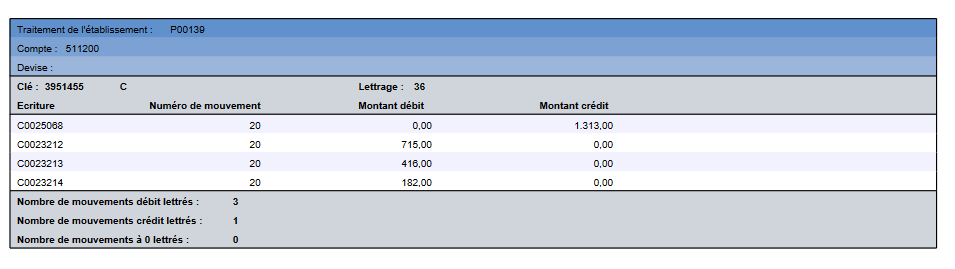 Traitement de l'établissement : P00139
Compte : 511200
Devise :
Clé : 3951455 C Lettrage : 36
Ecriture Numéro de mouvement Montant débit Montant crédit
C0025068 20 0,00 1.313,00
C0023212 20 715,00 0,00
C0023213 20 416,00 0,00
C0023214 20 182,00 0,00
Nombre de mouvements débit lettrés : 3
Nombre de mouvements crédit lettrés : 1
Nombre de mouvements à 0 lettrés : 0